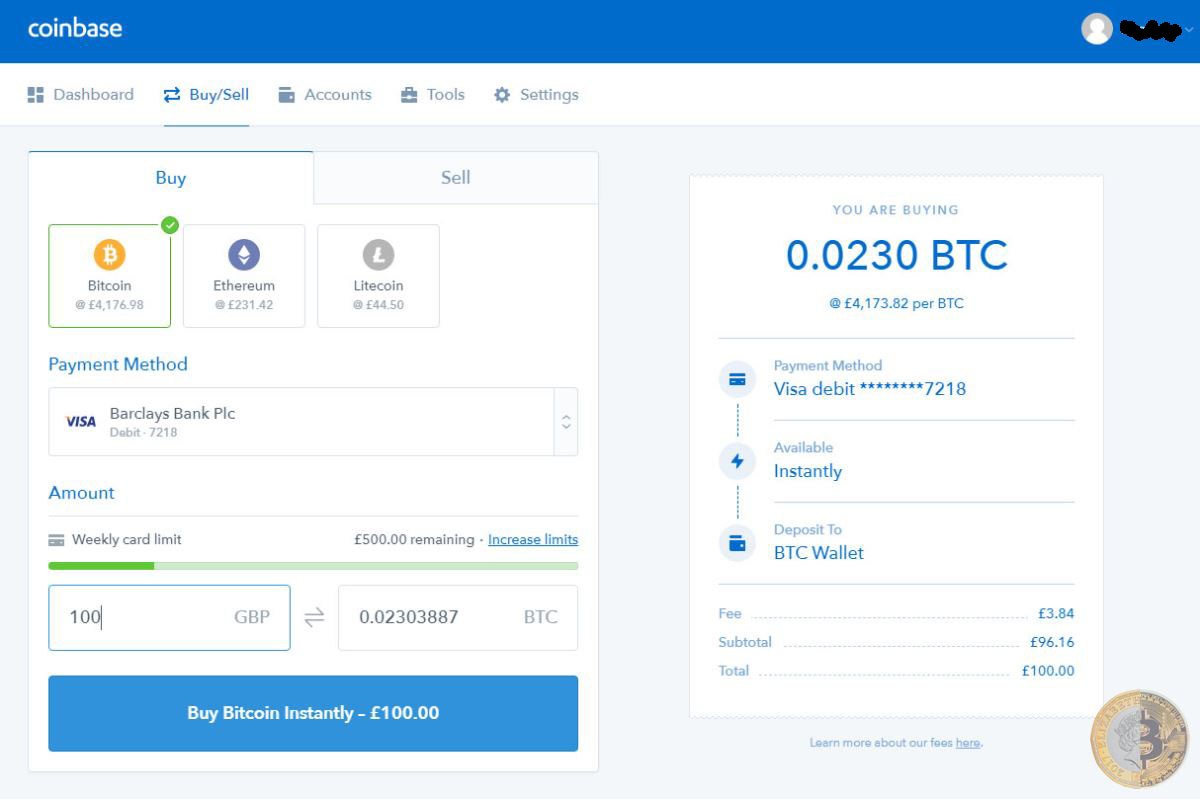 coinbase
Dashboard
Buy/Sell
Accounts
Tools
Settings
Buy
Sell
Bitcoin
@ £4,176.98
Ethereum
@ £231.42
Litecoin
@ £44.50
Payment Method
VISA
Barclays Bank Plc
Debit · 7218
Amount
Weekly card limit
£500.00 remaining · Increase limits
100 GBP
0.02303887 BTC
Buy Bitcoin Instantly – £100.00
YOU ARE BUYING
0.0230 BTC
@ £4,173.82 per BTC
Payment Method
Visa debit ********7218
Available
Instantly
Deposit To
BTC Wallet
Fee £3.84
Subtotal £96.16
Total £100.00
Learn more about our fees here.